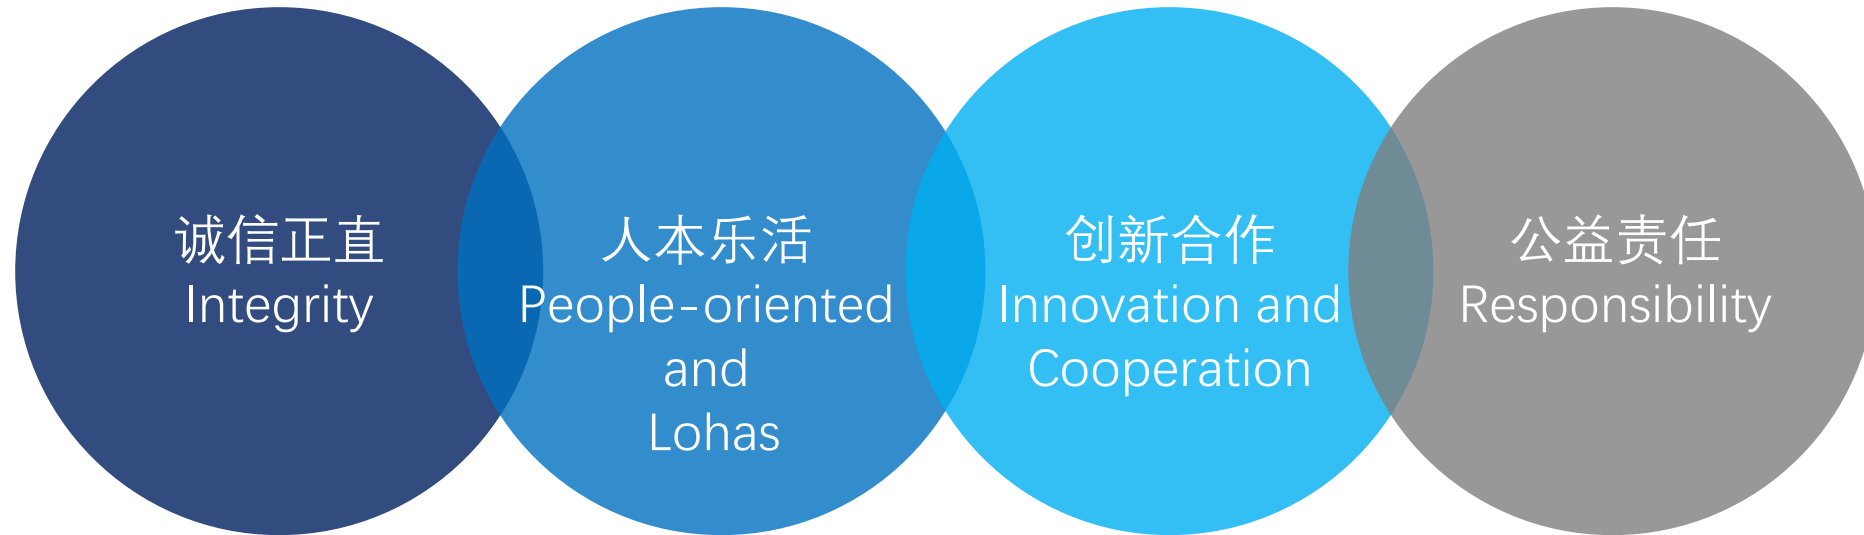 诚信正直
Integrity
人本乐活
People-oriented
and
Lohas
创新合作
Innovation and
Cooperation
公益责任
Responsibility